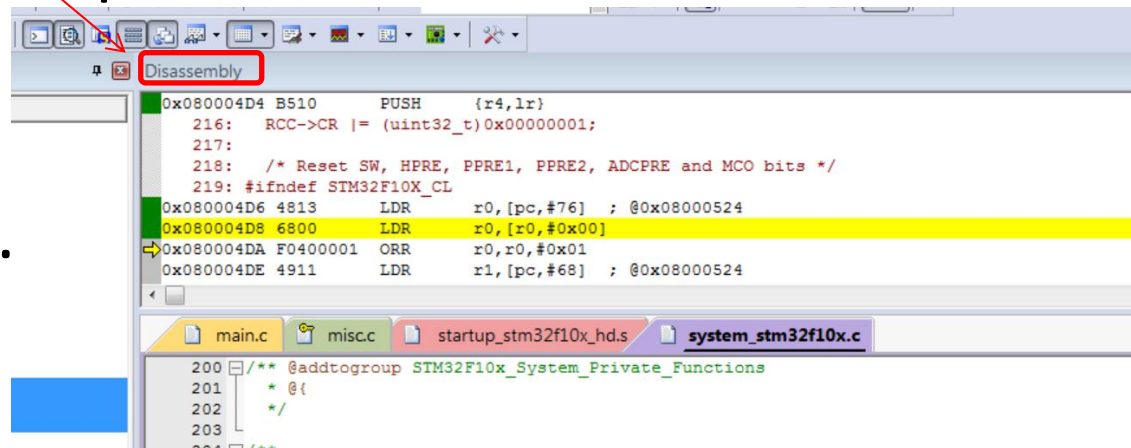 Disassembly
0x080004D4 B510 PUSH {r4,lr}
216: RCC->CR |= (uint32_t)0x00000001;
217:
218: /* Reset SW, HPRE, PPRE1, PPRE2, ADCPRE and MCO bits */
219: #ifndef STM32F10X_CL
0x080004D6 4813 LDR r0,[pc,#76] ; @0x08000524
0x080004D8 6800 LDR r0,[r0,#0x00]
0x080004DA F0400001 ORR r0,r0,#0x01
0x080004DE 4911 LDR r1,[pc,#68] ; @0x08000524
main.c misc.c startup_stm32f10x_hd.s system_stm32f10x.c
200 /** @addtogroup STM32F10x_System_Private_Functions
201 * @{
202 */
203
204 /**